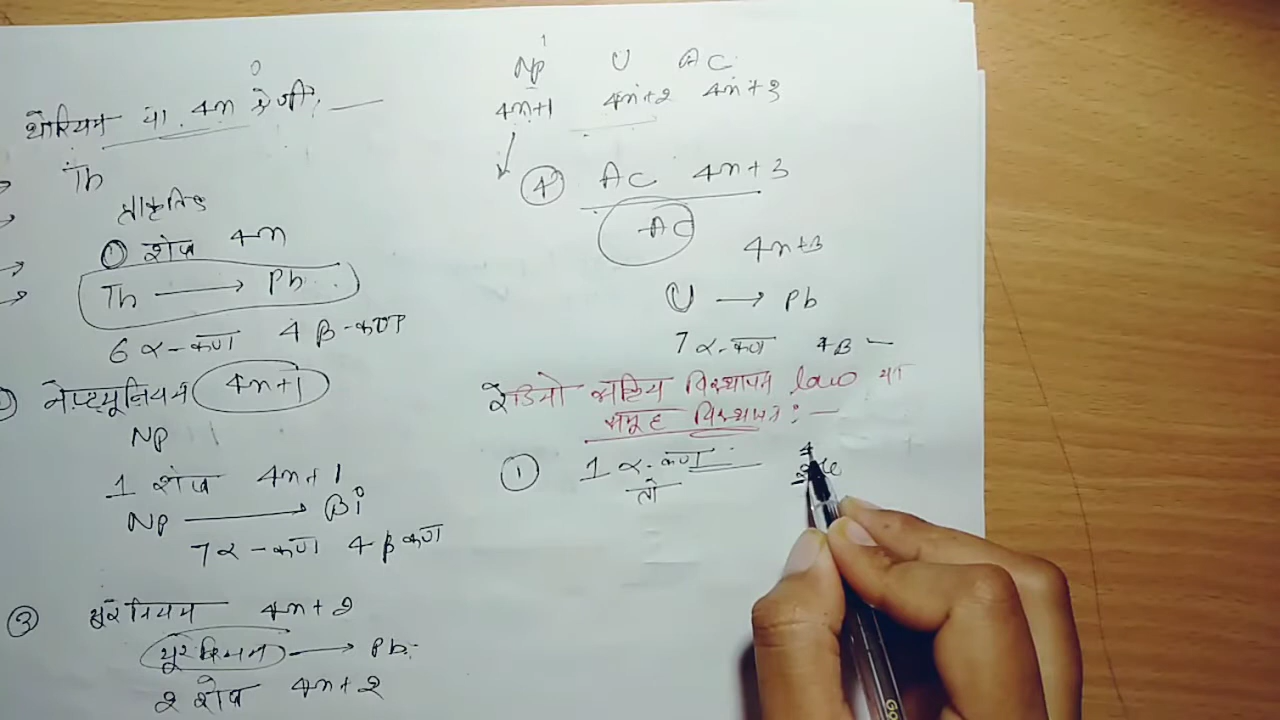 थोरियम या 4n श्रेणी: —
0
Th
प्राकृतिक
① शेष 4n
Th → Pb
6 α-कण 4 β-कण
नेप्ट्यूनियम 4n+1
NP
1 शेष 4n+1
NP → Bi
7 α-कण 4 β कण
③ यूरेनियम 4n+2
यूरेनियम → Pb
2 शेष 4n+2
1
Np U Ac
4n+1 4n+2 4n+3
④ Ac 4n+3
Ac
4n+3
U → Pb
7 α-कण 4β —
रेडियो सक्रिय विस्थापन law या
समूह विस्थापन: —
① 1 α-कण
तो